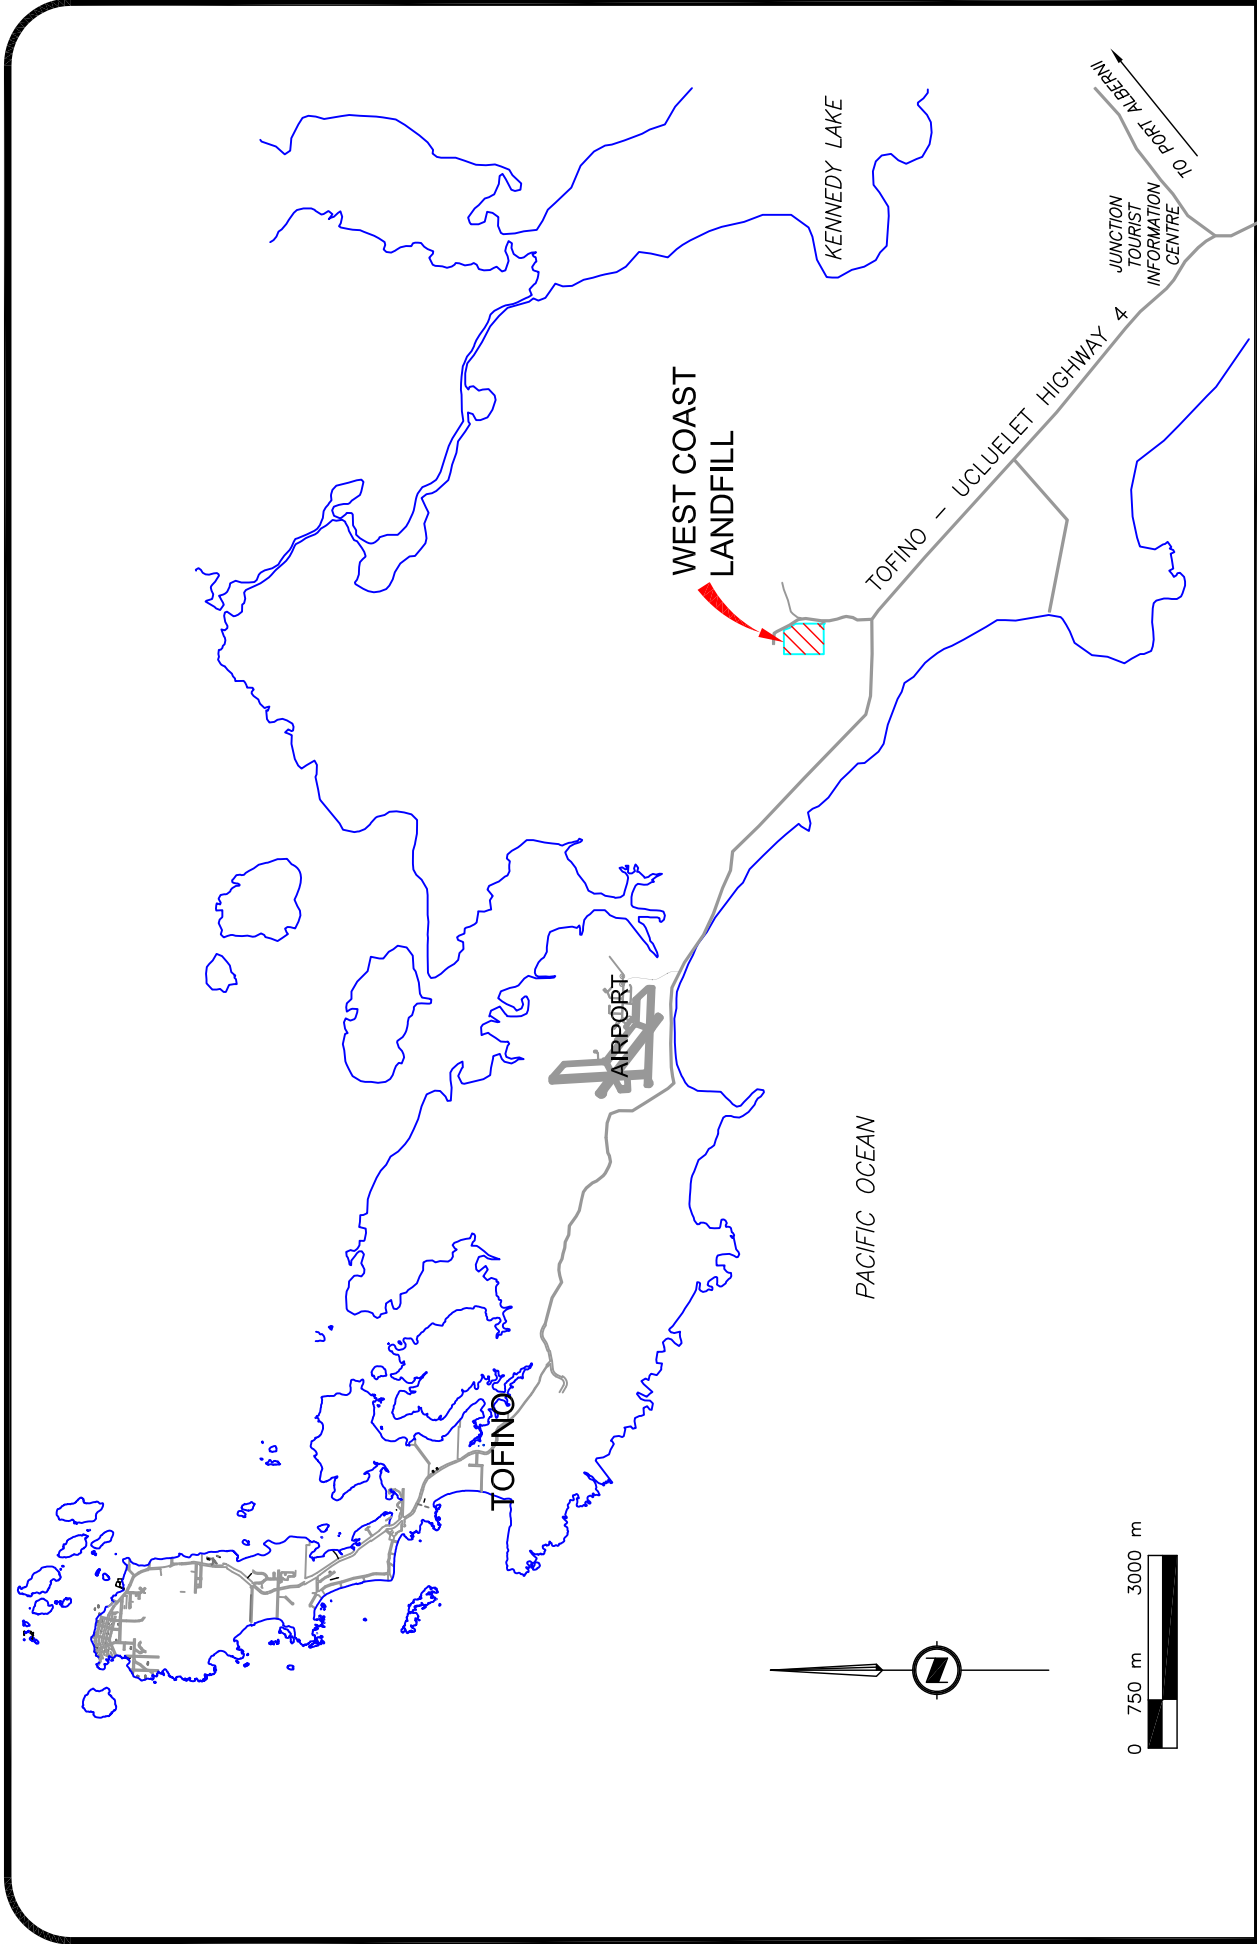 KENNEDY LAKE
TO PORT ALBERNI
JUNCTION
TOURIST
INFORMATION
CENTRE
WEST COAST
LANDFILL
TOFINO – UCLUELET HIGHWAY 4
AIRPORT
PACIFIC OCEAN
TOFINO
N
0 750 m 3000 m